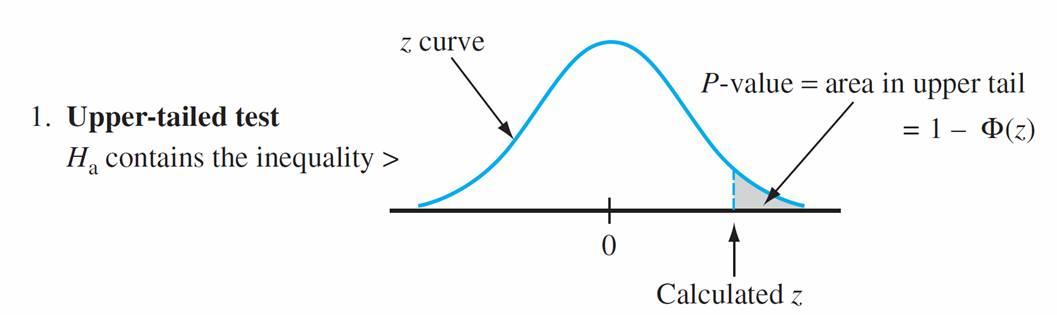 z curve
P-value = area in upper tail
= 1 − Φ(z)
1. Upper-tailed test
Hₐ contains the inequality >
0
Calculated z